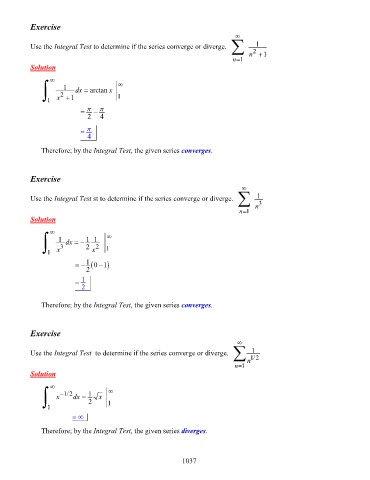 Exercise
Use the Integral Test to determine if the series converge or diverge. \sum_{n=1}^{\infty} \frac{1}{n^2+1}
Solution
\int_1^{\infty} \frac{1}{x^2+1} dx = \arctan x \Big|_1^{\infty}
= \frac{\pi}{2} - \frac{\pi}{4}
= \frac{\pi}{4}
Therefore; by the Integral Test, the given series converges.
Exercise
Use the Integral Test st to determine if the series converge or diverge. \sum_{n=1}^{\infty} \frac{1}{n^3}
Solution
\int_1^{\infty} \frac{1}{x^3} dx = -\frac{1}{2} \frac{1}{x^2} \Big|_1^{\infty}
= -\frac{1}{2}(0-1)
= \frac{1}{2}
Therefore; by the Integral Test, the given series converges.
Exercise
Use the Integral Test to determine if the series converge or diverge. \sum_{n=1}^{\infty} \frac{1}{n^{1/2}}
Solution
\int_1^{\infty} x^{-1/2} dx = \frac{1}{2} \sqrt{x} \Big|_1^{\infty}
= \infty
Therefore; by the Integral Test, the given series diverges.
1037